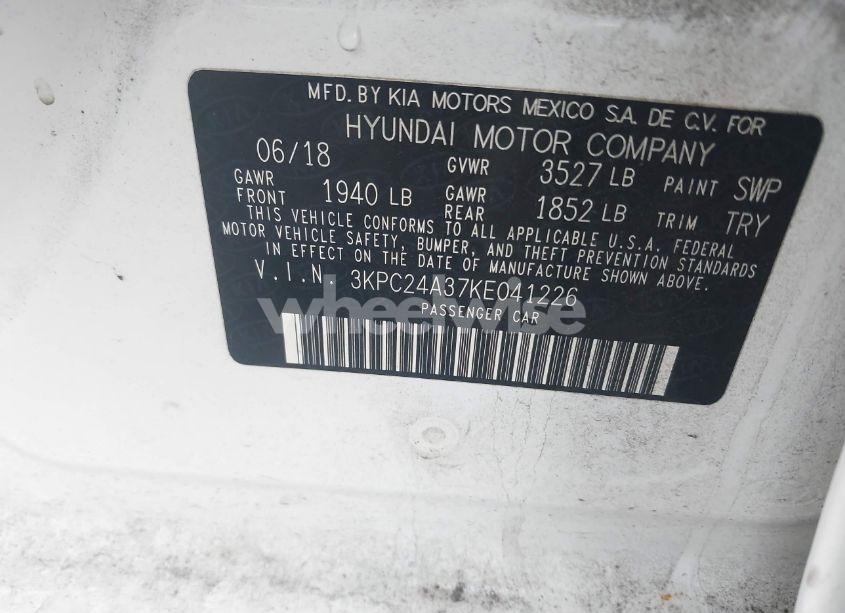 MFD. BY KIA MOTORS MEXICO S.A. DE C.V. FOR
HYUNDAI MOTOR COMPANY
06/18 GVWR 3527 LB PAINT SWP
GAWR FRONT 1940 LB GAWR REAR 1852 LB TRIM TRY
THIS VEHICLE CONFORMS TO ALL APPLICABLE U.S.A. FEDERAL
MOTOR VEHICLE SAFETY, BUMPER, AND THEFT PREVENTION STANDARDS
IN EFFECT ON THE DATE OF MANUFACTURE SHOWN ABOVE.
V.I.N. 3KPC24A37KE041226
wheelwise
PASSENGER CAR